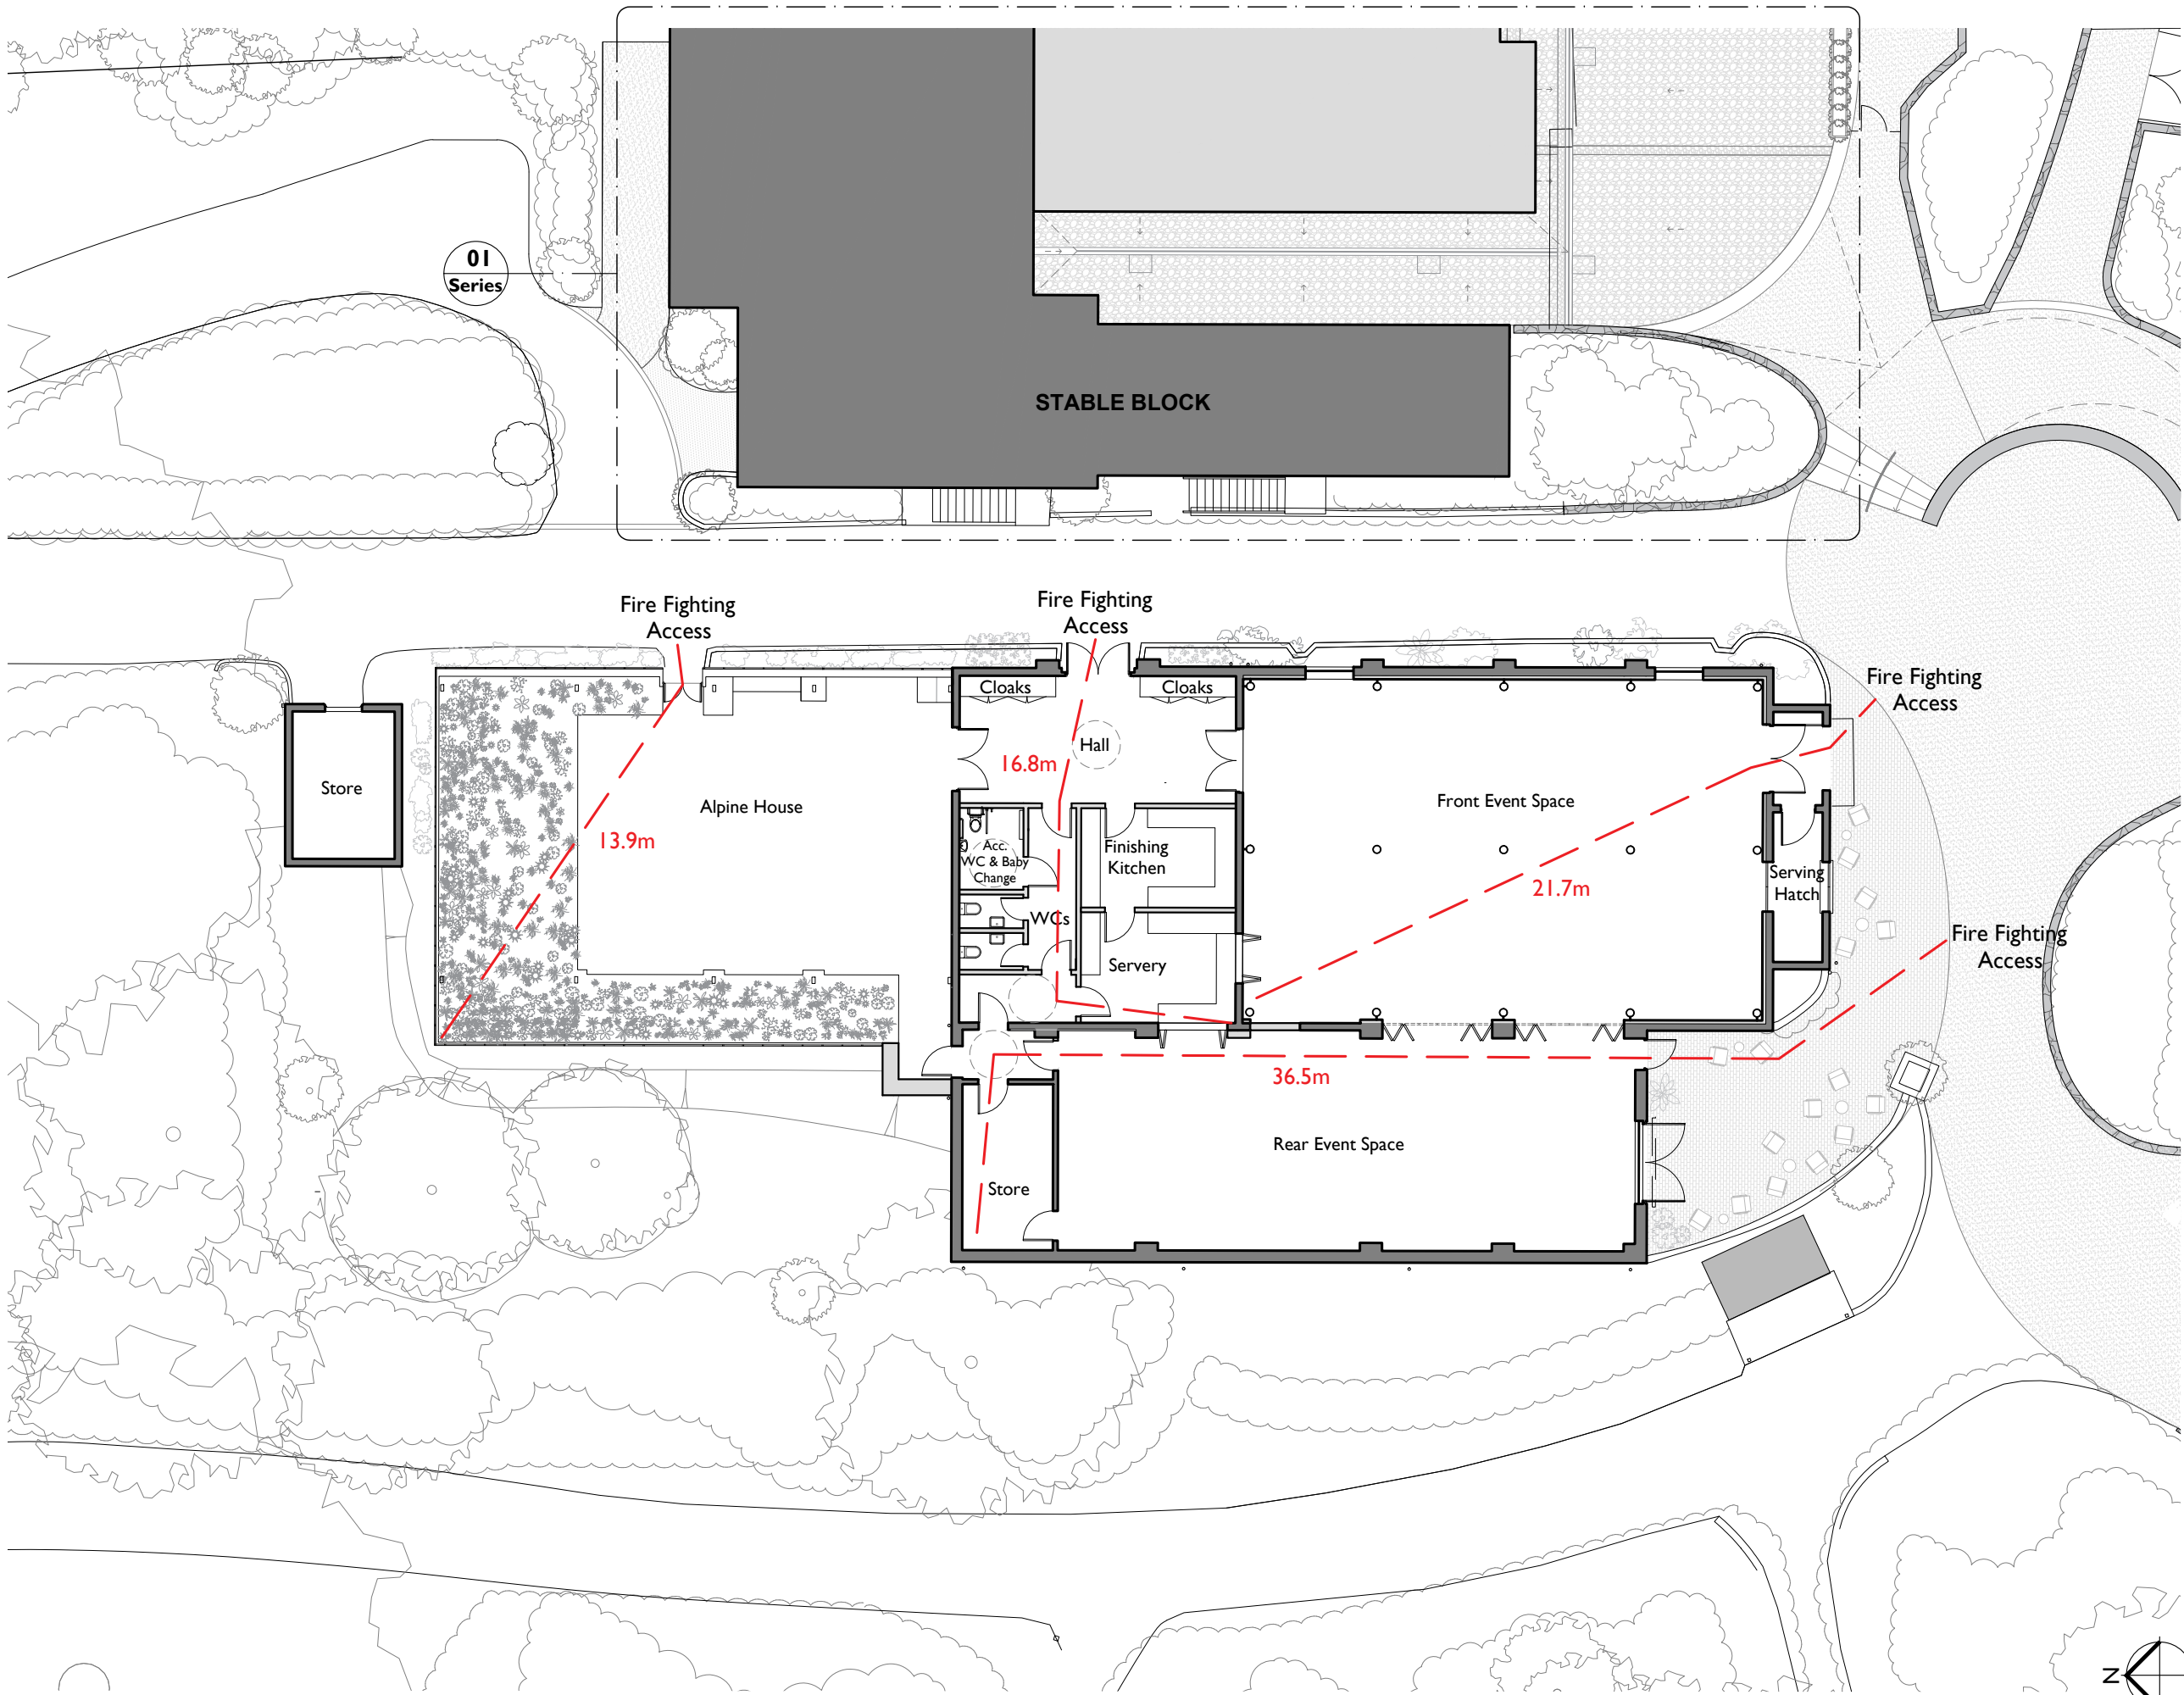 01
Series
STABLE BLOCK
Fire Fighting
Access
Fire Fighting
Access
Fire Fighting
Access
Cloaks
Cloaks
Hall
16.8m
Store
Alpine House
Front Event Space
13.9m
Acc.
WC & Baby
Change
Finishing
Kitchen
21.7m
Serving
Hatch
WCs
Servery
Fire Fighting
Access
36.5m
Rear Event Space
Store
N